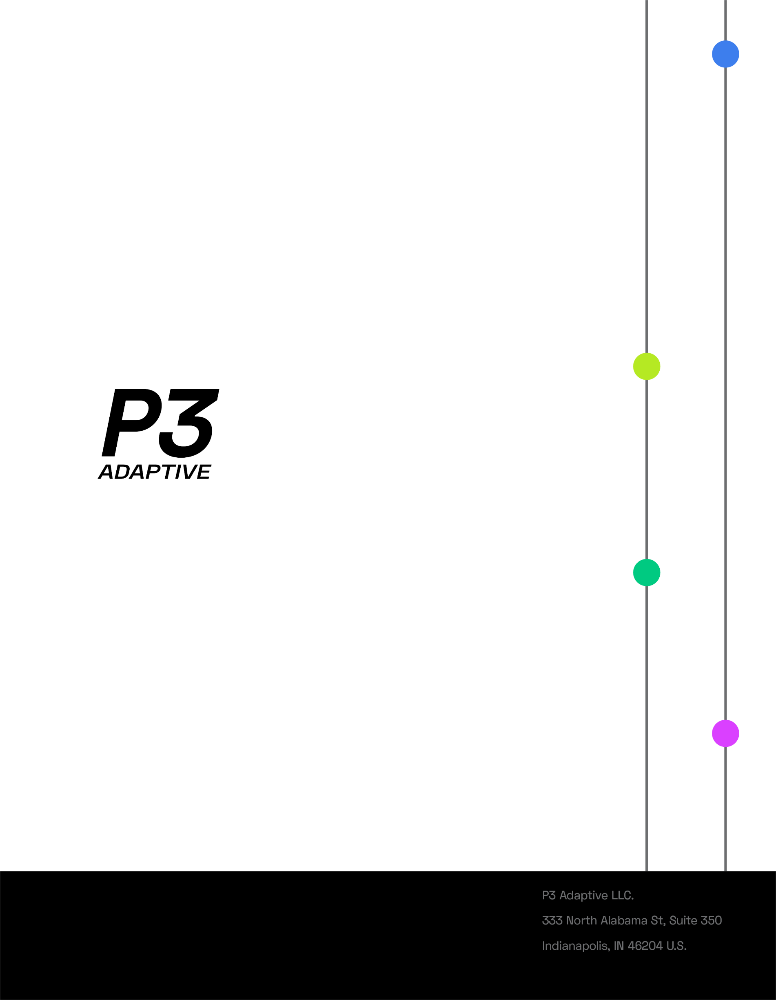 P3
ADAPTIVE
P3 Adaptive LLC.
333 North Alabama St, Suite 350
Indianapolis, IN 46204 U.S.